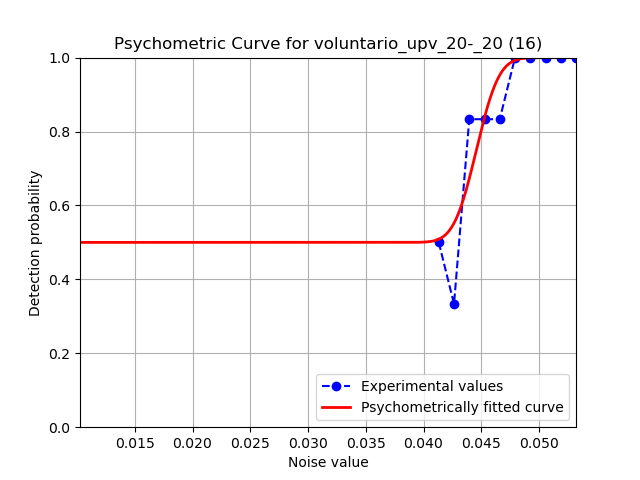 Psychometric Curve for voluntario_upv_20-_20 (16)
1.0
0.8
0.6
0.4
0.2
0.0
Detection probability
Experimental values
Psychometrically fitted curve
0.015 0.020 0.025 0.030 0.035 0.040 0.045 0.050
Noise value